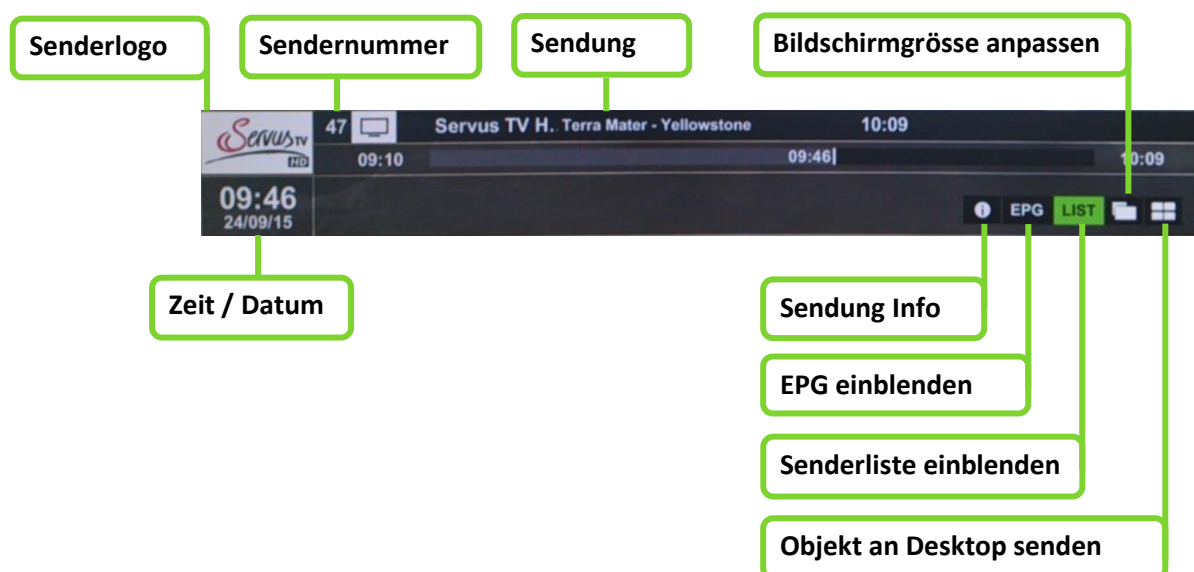 Senderlogo
Sendernummer
Sendung
Bildschirmgrösse anpassen
Servus TV
HD
47
Servus TV H.. Terra Mater - Yellowstone
10:09
09:10
09:46
10:09
09:46
24/09/15
i
EPG
LIST
Zeit / Datum
Sendung Info
EPG einblenden
Senderliste einblenden
Objekt an Desktop senden